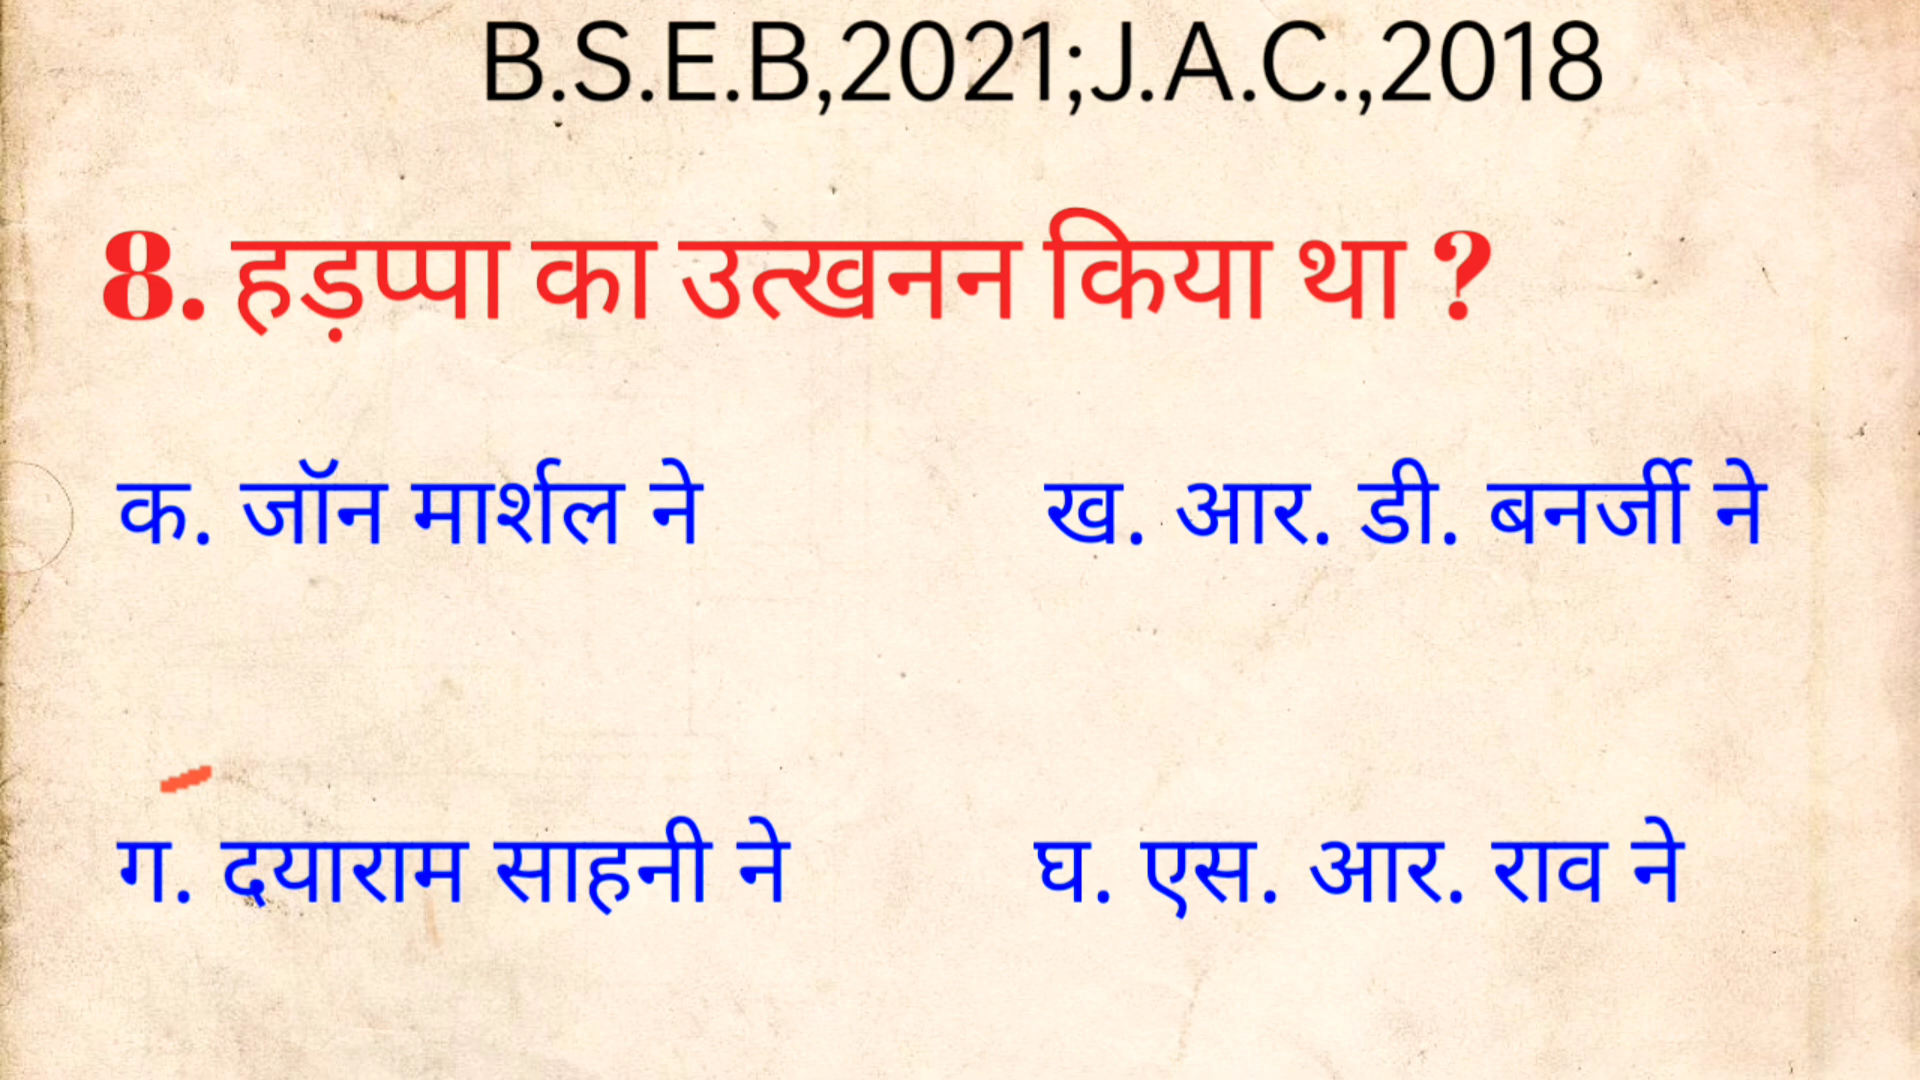 B.S.E.B,2021;J.A.C.,2018
8. हड़प्पा का उत्खनन किया था ?
क. जॉन मार्शल ने ख. आर. डी. बनर्जी ने
ग. दयाराम साहनी ने घ. एस. आर. राव ने